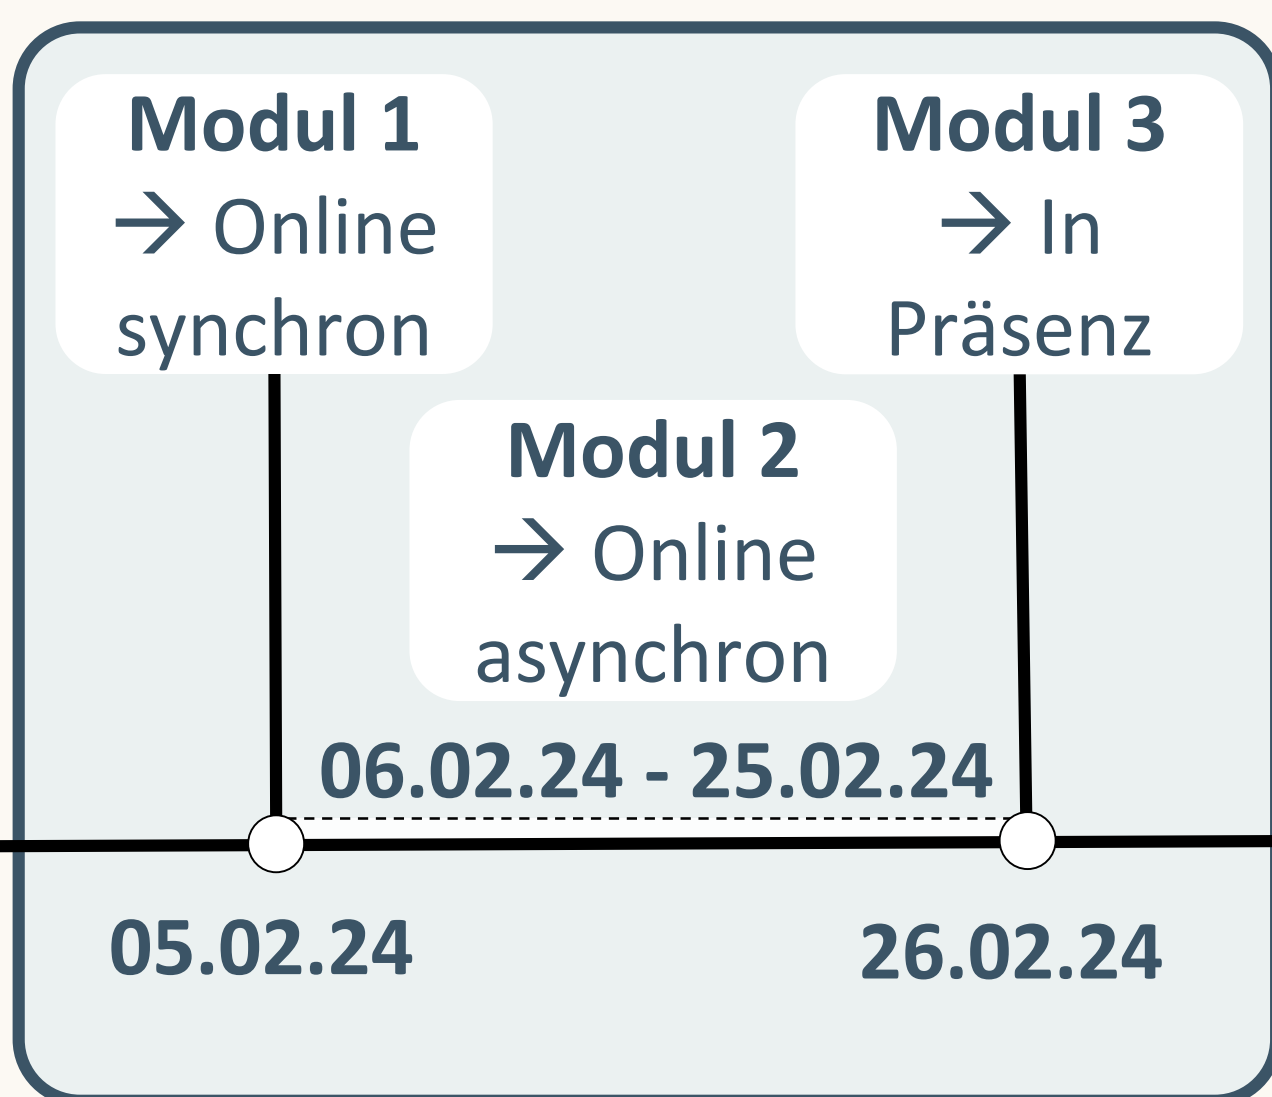 Modul 1
→ Online
synchron
Modul 3
→ In
Präsenz
Modul 2
→ Online
asynchron
06.02.24 - 25.02.24
05.02.24
26.02.24